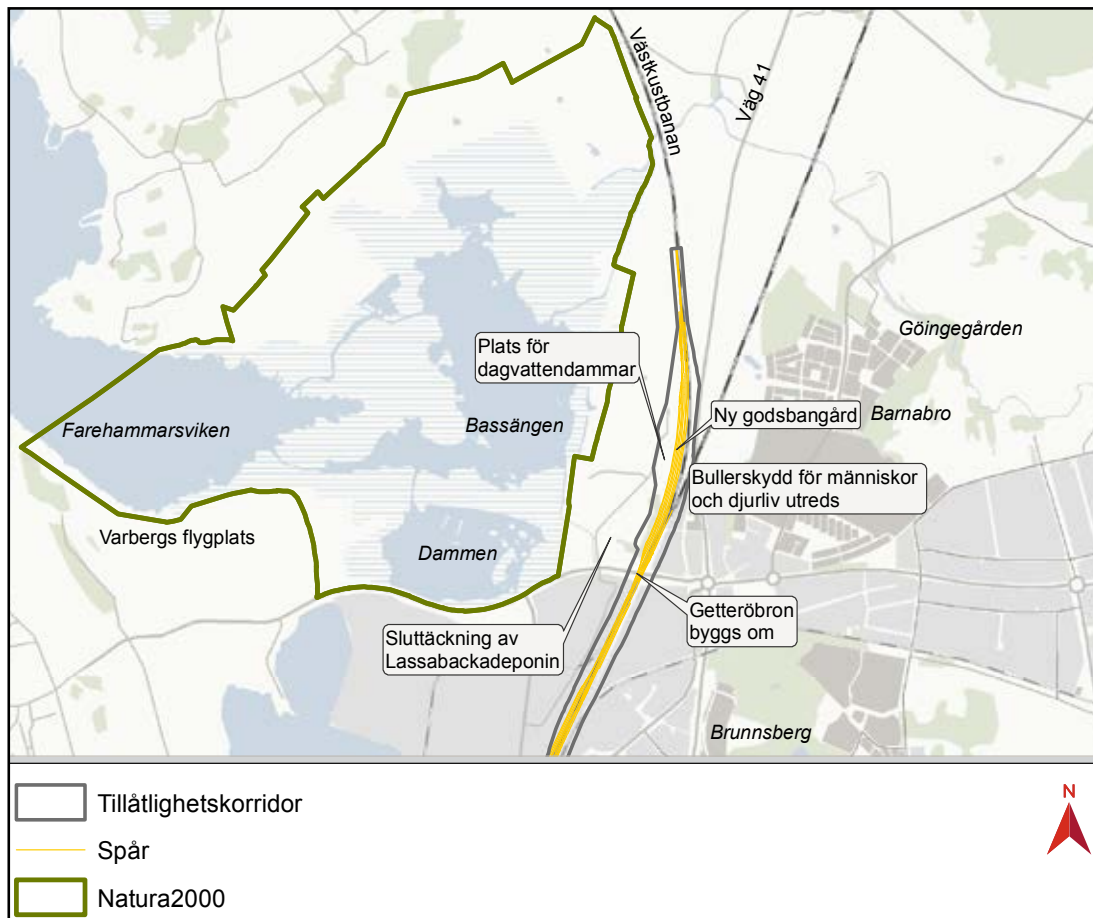 Västkustbanan
Väg 41
Göingegården
Plats för
dagvattendammar
Ny godsbangård
Barnabro
Farehammarsviken
Bassängen
Bullerskydd för människor
och djurliv utreds
Varbergs flygplats
Dammen
Getteröbron
byggs om
Sluttäckning av
Lassabackadeponin
Brunnsberg
Tillåtlighetskorridor
N
Spår
Natura2000